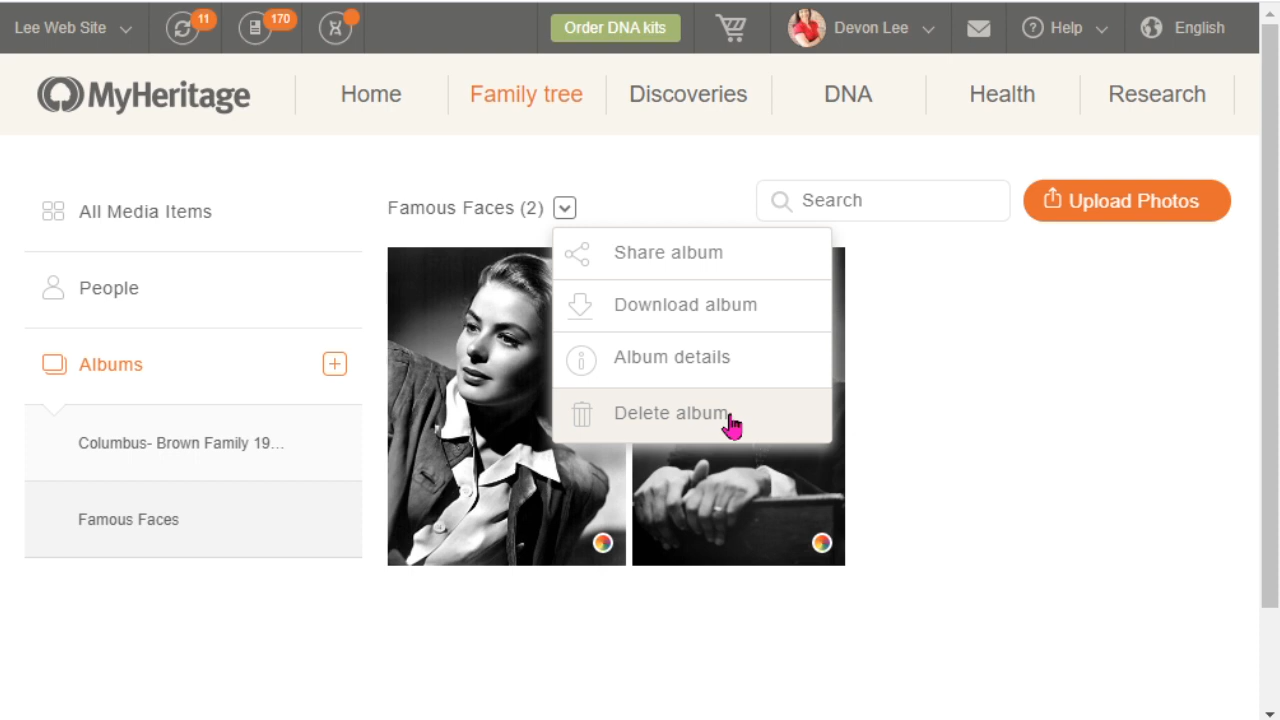 Lee Web Site
11
170
Order DNA kits
Devon Lee
Help
English
MyHeritage
Home
Family tree
Discoveries
DNA
Health
Research
All Media Items
Famous Faces (2)
Search
Upload Photos
Share album
People
Download album
Albums
Album details
Delete album
Columbus- Brown Family 19...
Famous Faces